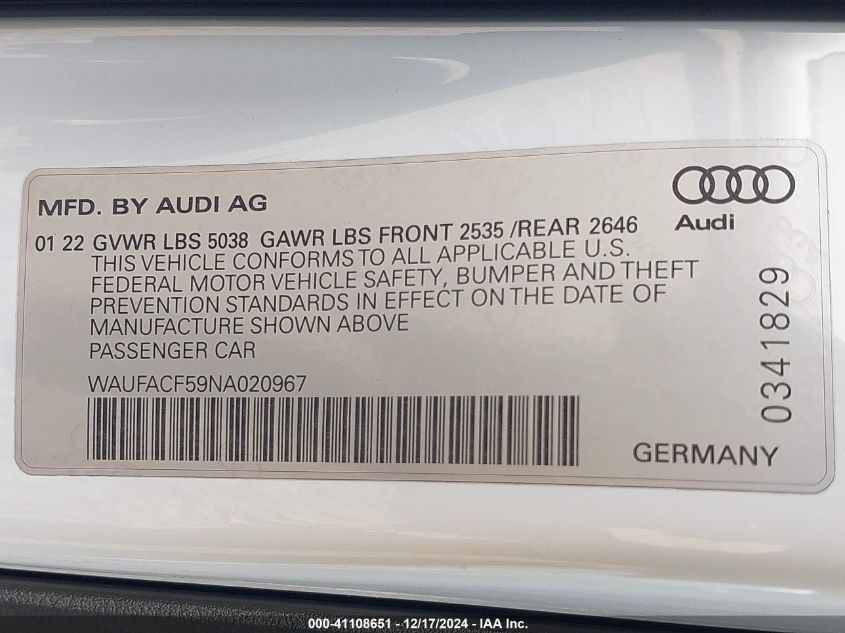 MFD. BY AUDI AG
Audi
01 22 GVWR LBS 5038 GAWR LBS FRONT 2535 /REAR 2646
THIS VEHICLE CONFORMS TO ALL APPLICABLE U.S.
FEDERAL MOTOR VEHICLE SAFETY, BUMPER AND THEFT
PREVENTION STANDARDS IN EFFECT ON THE DATE OF
MANUFACTURE SHOWN ABOVE
PASSENGER CAR
WAUFACF59NA020967
0341829
GERMANY
000-41108651 - 12/17/2024 - IAA Inc.